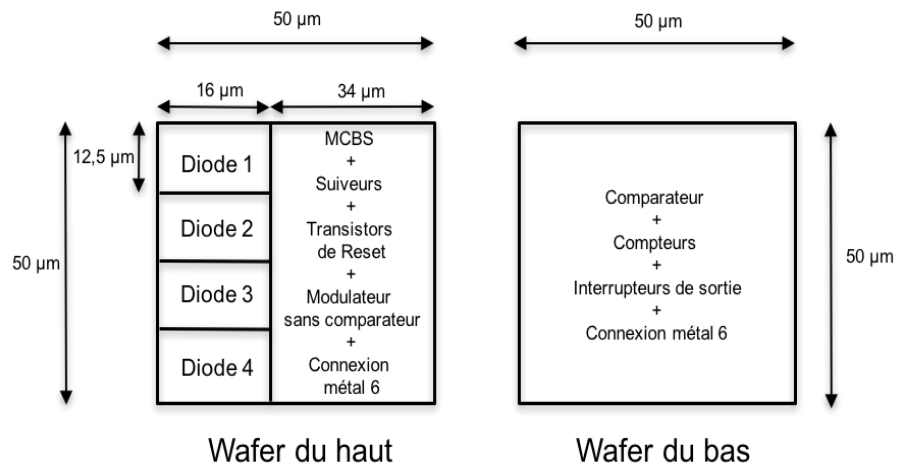 50 µm
50 µm
16 µm
34 µm
12,5 µm
50 µm
Diode 1
Diode 2
Diode 3
Diode 4
MCBS
+
Suiveurs
+
Transistors
de Reset
+
Modulateur
sans comparateur
+
Connexion
métal 6
Comparateur
+
Compteurs
+
Interrupteurs de sortie
+
Connexion métal 6
50 µm
Wafer du haut
Wafer du bas